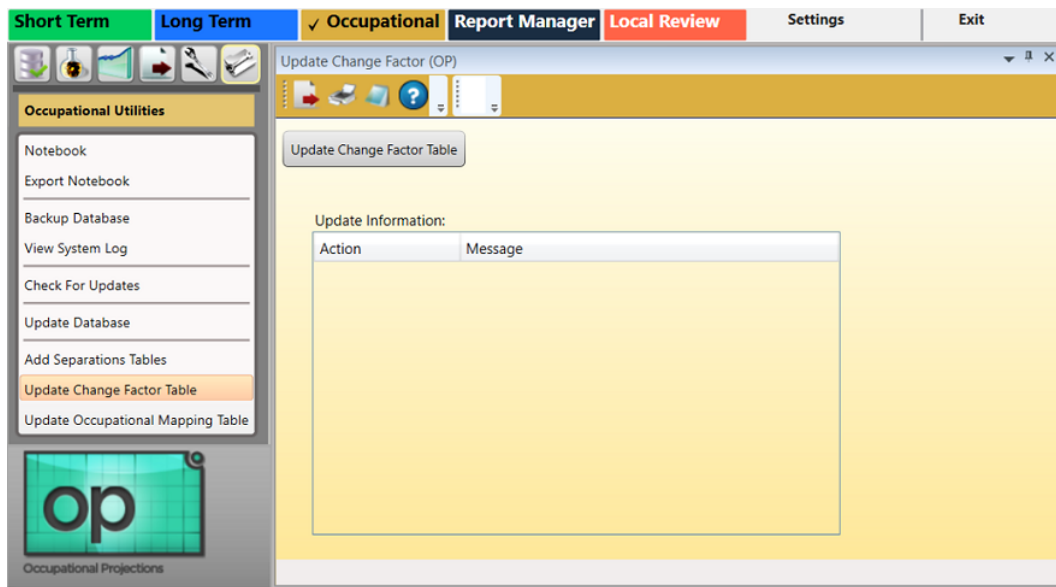 Short Term
Long Term
✓ Occupational
Report Manager
Local Review
Settings
Exit
Update Change Factor (OP)
Occupational Utilities
Notebook
Export Notebook
Backup Database
View System Log
Check For Updates
Update Database
Add Separations Tables
Update Change Factor Table
Update Occupational Mapping Table
op
Occupational Projections
Update Change Factor Table
Update Information:
Action Message